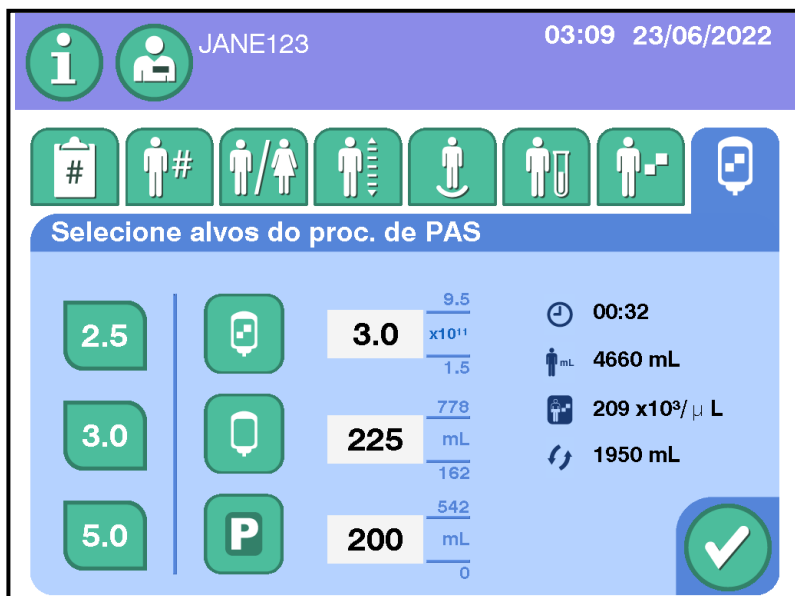 JANE123
03:09 23/06/2022
# # /
Selecione alvos do proc. de PAS
2.5
3.0
9.5
x10¹¹
1.5
00:32
4660 mL
3.0
225
778
mL
162
209 x10³/ μ L
1950 mL
5.0
P
200
542
mL
0